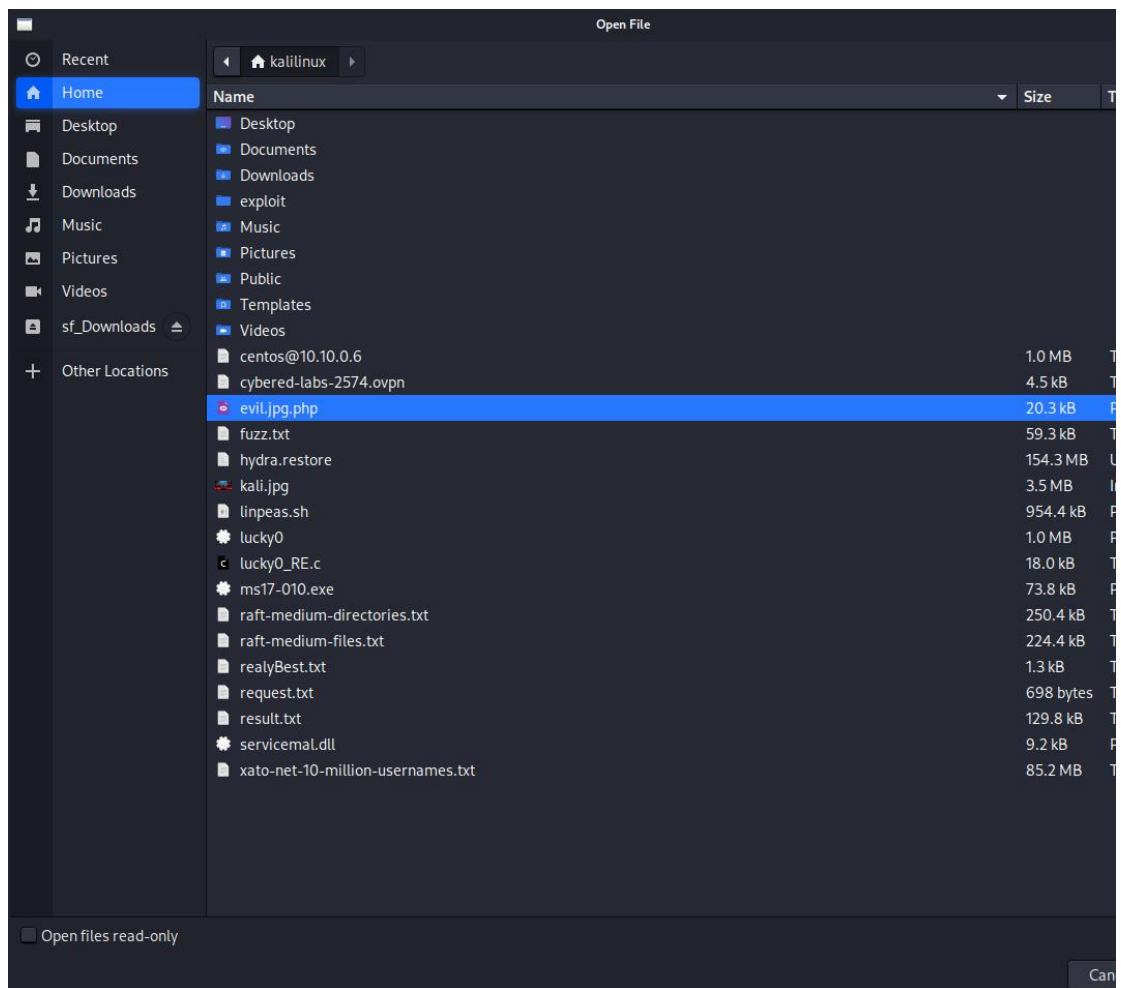 Open File
Recent
Home
Desktop
Documents
Downloads
Music
Pictures
Videos
sf_Downloads
Other Locations
kalilinux
Name Size T
Desktop
Documents
Downloads
exploit
Music
Pictures
Public
Templates
Videos
centos@10.10.0.6 1.0 MB T
cybered-labs-2574.ovpn 4.5 kB T
evil.jpg.php 20.3 kB P
fuzz.txt 59.3 kB T
hydra.restore 154.3 MB U
kali.jpg 3.5 MB I
linpeas.sh 954.4 kB P
lucky0 1.0 MB P
lucky0_RE.c 18.0 kB T
ms17-010.exe 73.8 kB P
raft-medium-directories.txt 250.4 kB T
raft-medium-files.txt 224.4 kB T
realyBest.txt 1.3 kB T
request.txt 698 bytes T
result.txt 129.8 kB T
servicemal.dll 9.2 kB P
xato-net-10-million-usernames.txt 85.2 MB T
Open files read-only
Can